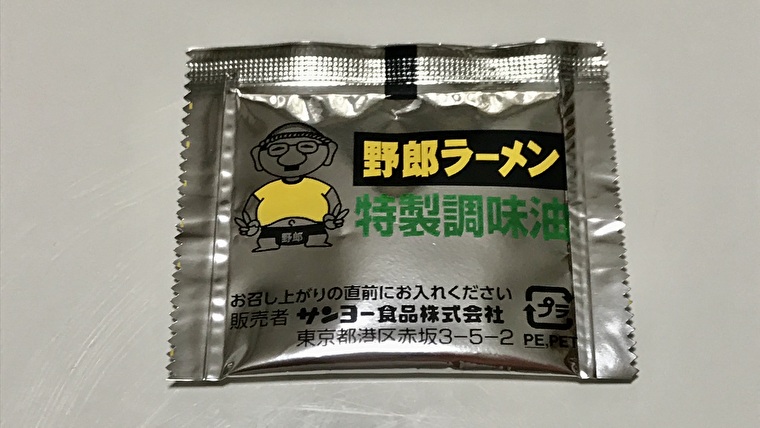 野郎ラーメン
特製調味油
野郎
お召し上がりの直前にお入れください
販売者 サンヨー食品株式会社
東京都港区赤坂3-5-2
プラ
PE,PET